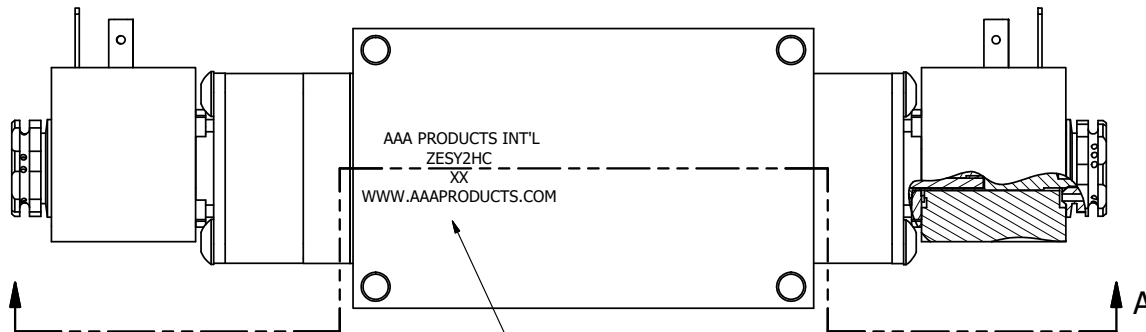 AAA PRODUCTS INT'L
ZESY2HC
XX
WWW.AAAPRODUCTS.COM
A